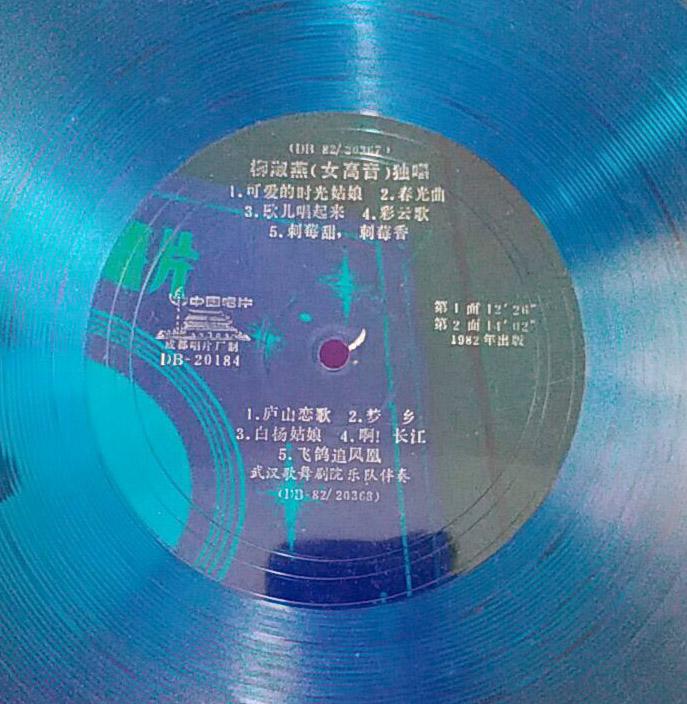 (DB-82/20367)
柳淑燕(女高音)独唱
1.可爱的时光姑娘 2.春光曲
3.歌儿唱起来 4.彩云歌
5.刺莓甜，刺莓香
唱片
中国唱片
成都唱片厂制
DB-20184
第1面12′26″
第2面14′02″
1982年出版
1.庐山恋歌 2.梦 乡
3.白杨姑娘 4.啊! 长江
5.飞鸽追凤凰
武汉歌舞剧院乐队伴奏
(DB-82/20368)